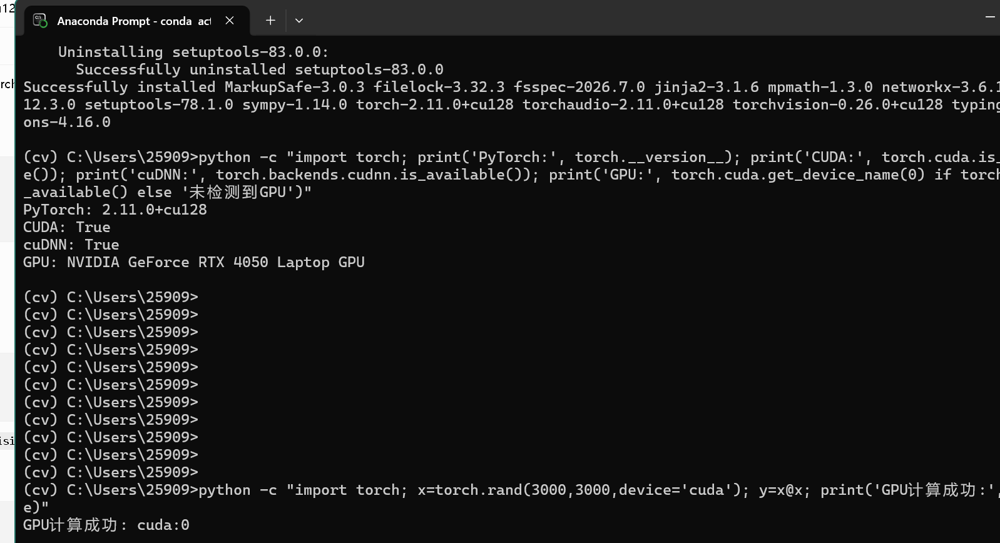 Anaconda Prompt - conda act
Uninstalling setuptools-83.0.0:
Successfully uninstalled setuptools-83.0.0
Successfully installed MarkupSafe-3.0.3 filelock-3.32.3 fsspec-2026.7.0 jinja2-3.1.6 mpmath-1.3.0 networkx-3.6.1
12.3.0 setuptools-78.1.0 sympy-1.14.0 torch-2.11.0+cu128 torchaudio-2.11.0+cu128 torchvision-0.26.0+cu128 typing
ons-4.16.0
(cv) C:\Users\25909>python -c "import torch; print('PyTorch:', torch.__version__); print('CUDA:', torch.cuda.is_
e()); print('cuDNN:', torch.backends.cudnn.is_available()); print('GPU:', torch.cuda.get_device_name(0) if torch
_available() else '未检测到GPU')"
PyTorch: 2.11.0+cu128
CUDA: True
cuDNN: True
GPU: NVIDIA GeForce RTX 4050 Laptop GPU
(cv) C:\Users\25909>
(cv) C:\Users\25909>
(cv) C:\Users\25909>
(cv) C:\Users\25909>
(cv) C:\Users\25909>
(cv) C:\Users\25909>
(cv) C:\Users\25909>
(cv) C:\Users\25909>
(cv) C:\Users\25909>
(cv) C:\Users\25909>
(cv) C:\Users\25909>
(cv) C:\Users\25909>python -c "import torch; x=torch.rand(3000,3000,device='cuda'); y=x@x; print('GPU计算成功:',
e)"
GPU计算成功: cuda:0